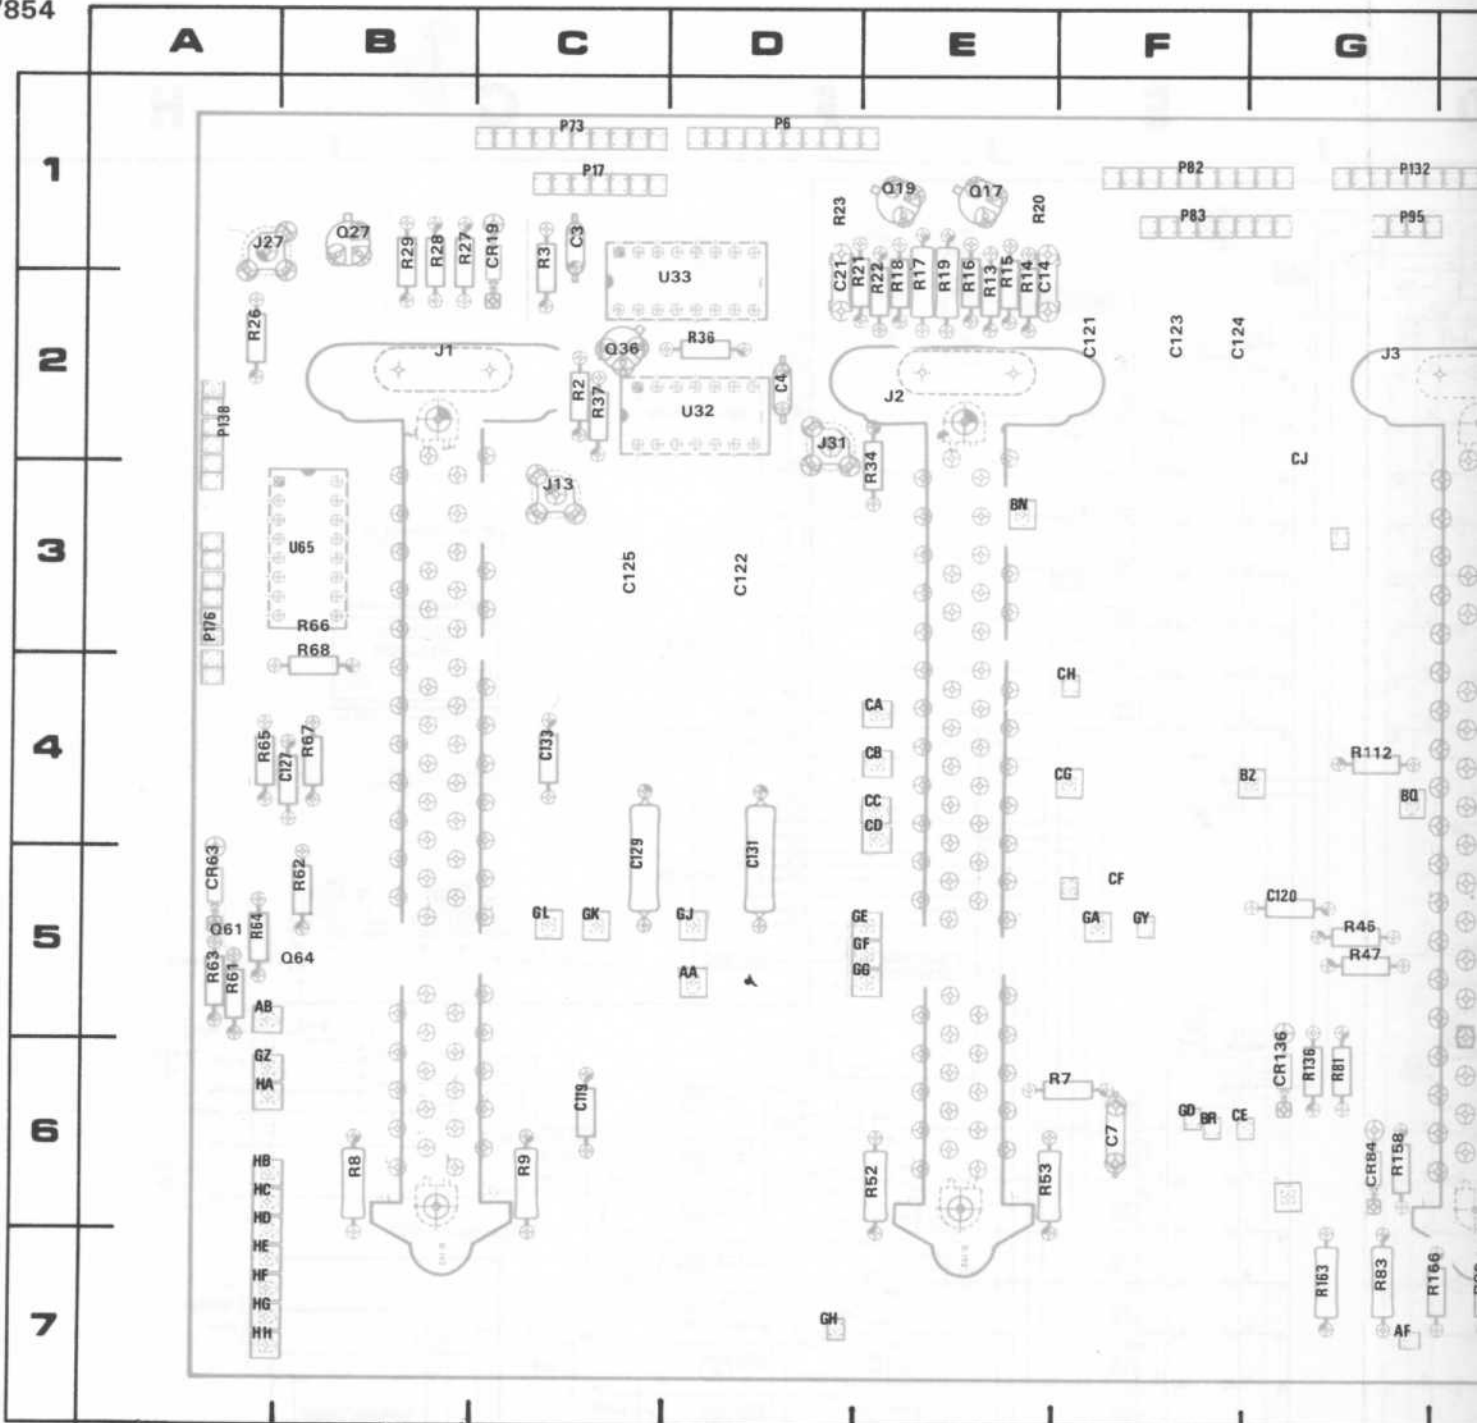 7854
A B C D E F G
P73 P6
1
P17 P82 P132
Q19 Q17
R23 R20
P83 P95
J27 Q27 R29 R28 R27 CR19 R3 C3
U33
C21 R21 R22 R18 R17 R19 R16 R13 R15 R14 C14
R26
C121 C123 C124
2
J1 Q36 R36 J3
R2 R37 U32 C4 J2
P138
J31
R34 CJ
J13
BN
3
U65 C125 C122
P176
R66
R68
CH
CA
4
R65 C127 R67 C133
CB
R112
CG BZ
CC BQ
CD
C129 C131
CR63 R62
CF
C120
5
GL GK GJ GE GA GY
Q61 R64
R45
GF
Q64
R47
R63 R61
AA GG
AB
GZ
CR136 R136 R81
HA
R7
C119
6
GD BR CE
C7
HB R8 R9 R52 R53 CR84 R158
HC
HD
HE
HF
R163 R83 R166
HG
7
GH
HH AF